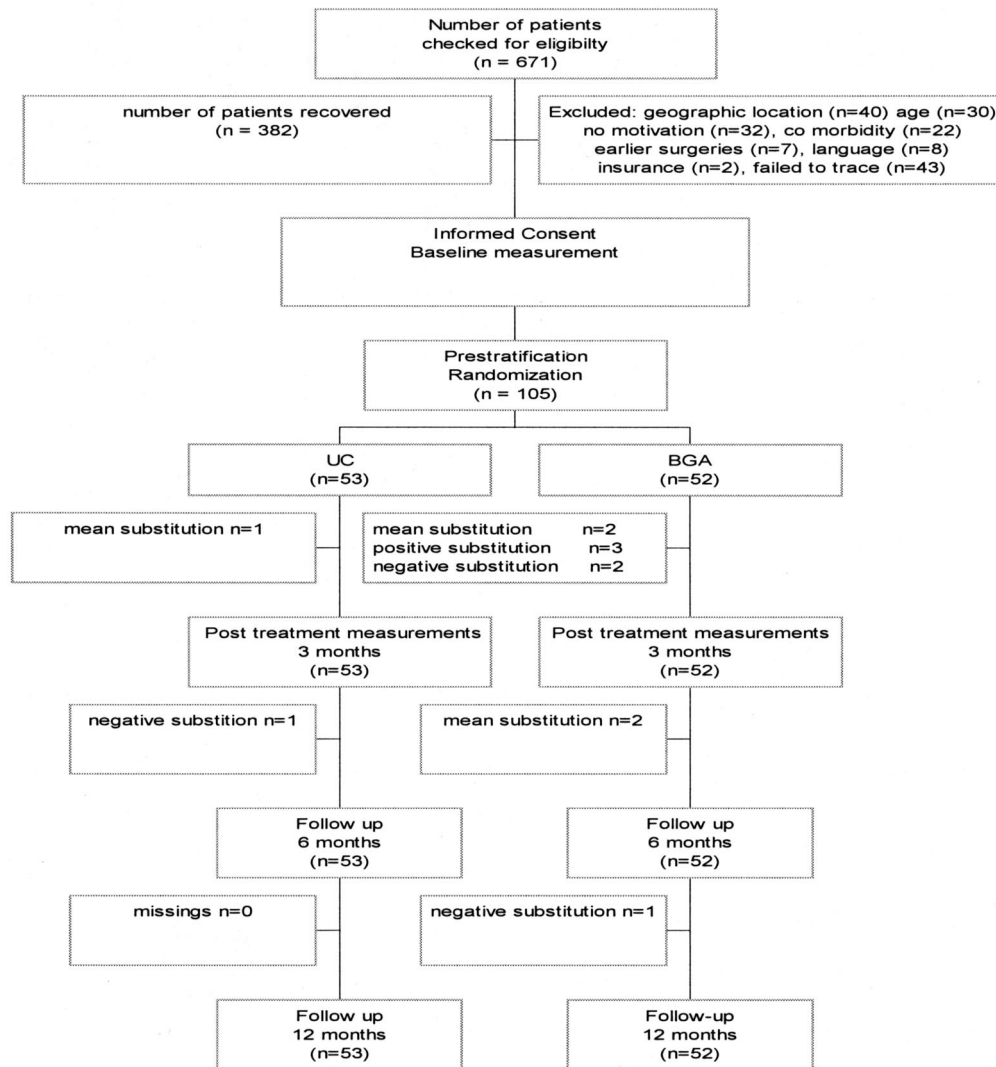 Number of patients
checked for eligibilty
(n = 671)
number of patients recovered
(n = 382)
Excluded: geographic location (n=40) age (n=30)
no motivation (n=32), co morbidity (n=22)
earlier surgeries (n=7), language (n=8)
insurance (n=2), failed to trace (n=43)
Informed Consent
Baseline measurement
Prestratification
Randomization
(n = 105)
UC
(n=53)
BGA
(n=52)
mean substitution n=1
mean substitution n=2
positive substitution n=3
negative substitution n=2
Post treatment measurements
3 months
(n=53)
Post treatment measurements
3 months
(n=52)
negative substition n=1
mean substitution n=2
Follow up
6 months
(n=53)
Follow up
6 months
(n=52)
missings n=0
negative substitution n=1
Follow up
12 months
(n=53)
Follow-up
12 months
(n=52)